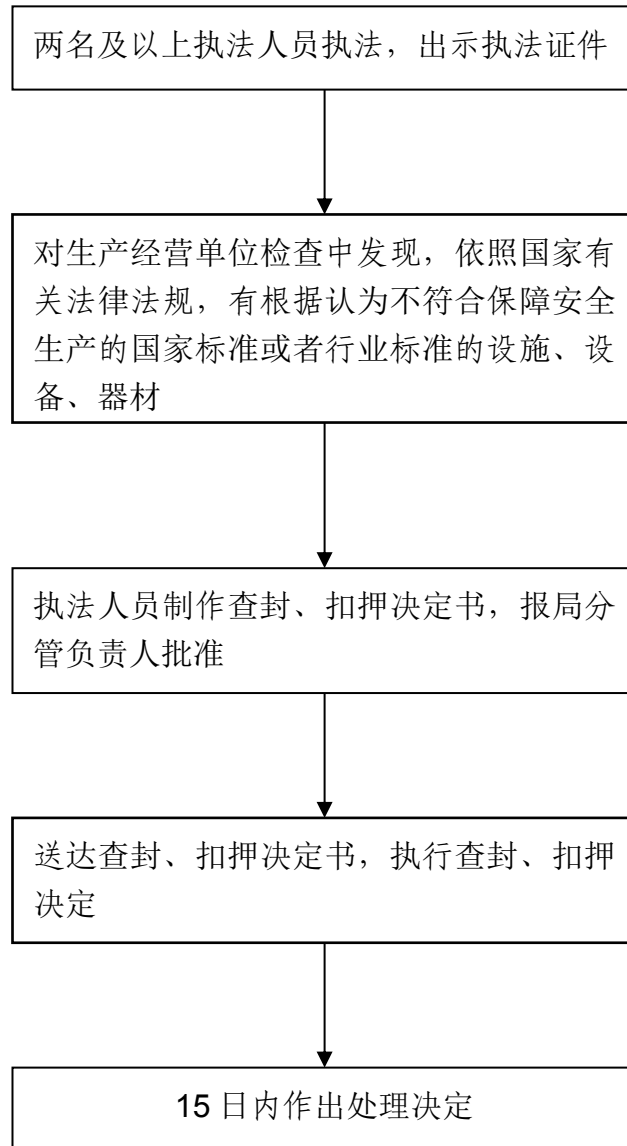 两名及以上执法人员执法，出示执法证件
对生产经营单位检查中发现，依照国家有
关法律法规，有根据认为不符合保障安全
生产的国家标准或者行业标准的设施、设
备、器材
执法人员制作查封、扣押决定书，报局分
管负责人批准
送达查封、扣押决定书，执行查封、扣押
决定
15 日内作出处理决定